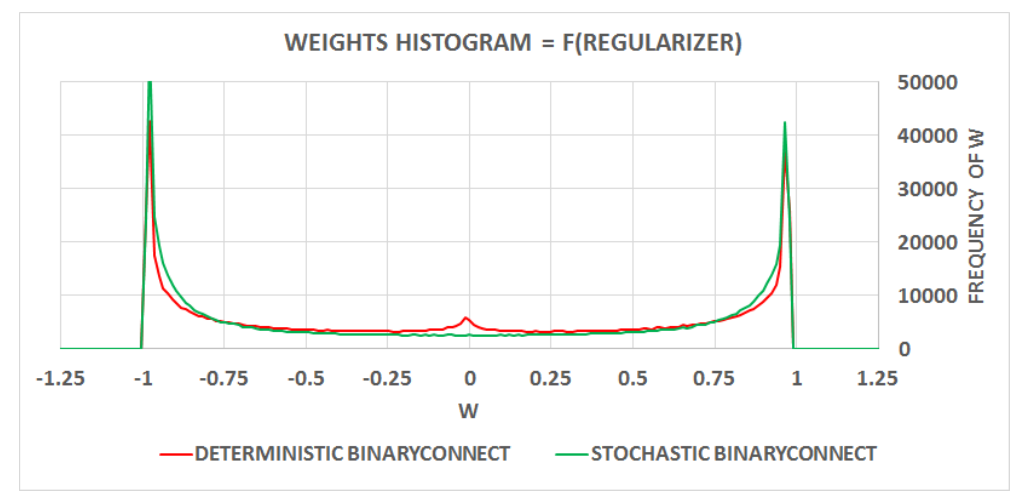 WEIGHTS HISTOGRAM = F(REGULARIZER)
50000
40000
30000
20000
10000
0
FREQUENCY OF W
-1.25 -1 -0.75 -0.5 -0.25 0 0.25 0.5 0.75 1 1.25
W
DETERMINISTIC BINARYCONNECT STOCHASTIC BINARYCONNECT